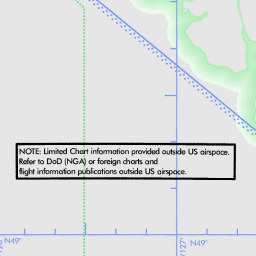 NOTE: Limited Chart information provided outside US airspace.
Refer to DoD (NGA) or foreign charts and
flight information publications outside US airspace.
N49°
W127°
N49°